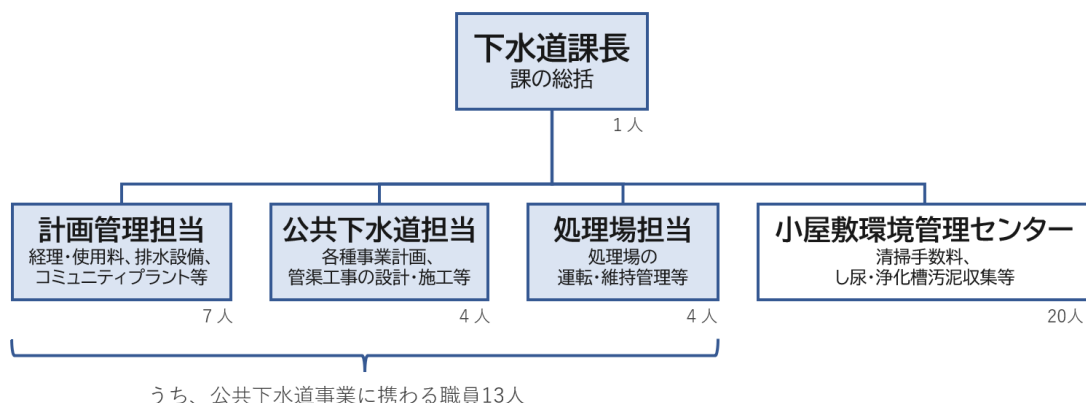 下水道課長
課の総括
1人
計画管理担当
経理・使用料、排水設備、
コミュニティプラント等
7人
公共下水道担当
各種事業計画、
管渠工事の設計・施工等
4人
処理場担当
処理場の
運転・維持管理等
4人
小屋敷環境管理センター
清掃手数料、
し尿・浄化槽汚泥収集等
20人
うち、公共下水道事業に携わる職員13人